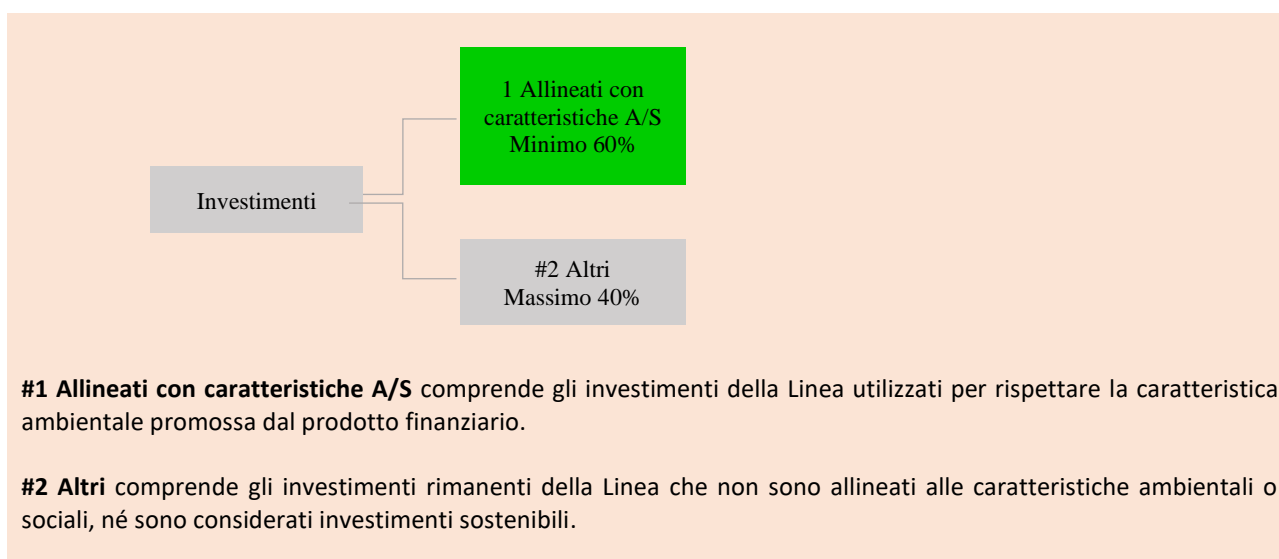 1 Allineati con
caratteristiche A/S
Minimo 60%
Investimenti
#2 Altri
Massimo 40%
#1 Allineati con caratteristiche A/S comprende gli investimenti della Linea utilizzati per rispettare la caratteristica
ambientale promossa dal prodotto finanziario.
#2 Altri comprende gli investimenti rimanenti della Linea che non sono allineati alle caratteristiche ambientali o
sociali, né sono considerati investimenti sostenibili.